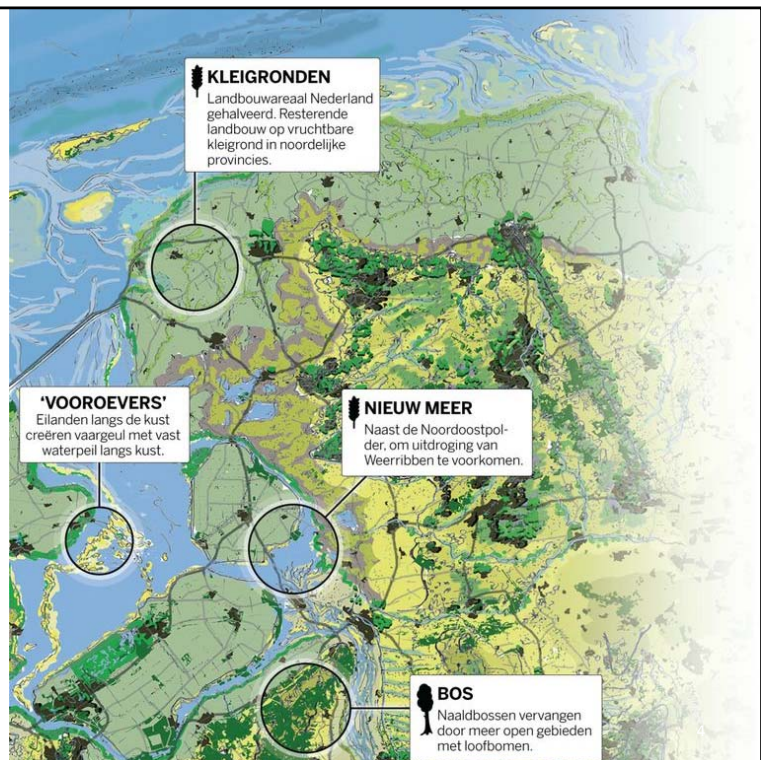 KLEIGRONDEN
Landbouwareaal Nederland
gehalveerd. Resterende
landbouw op vruchtbare
kleigrond in noordelijke
provincies.
'VOOROEVERS'
Eilanden langs de kust
creëren vaargeul met vast
waterpeil langs kust.
NIEUW MEER
Naast de Noordoostpol-
der, om uitdroging van
Weerribben te voorkomen.
BOS
Naaldbossen vervangen
door meer open gebieden
met loofbomen.